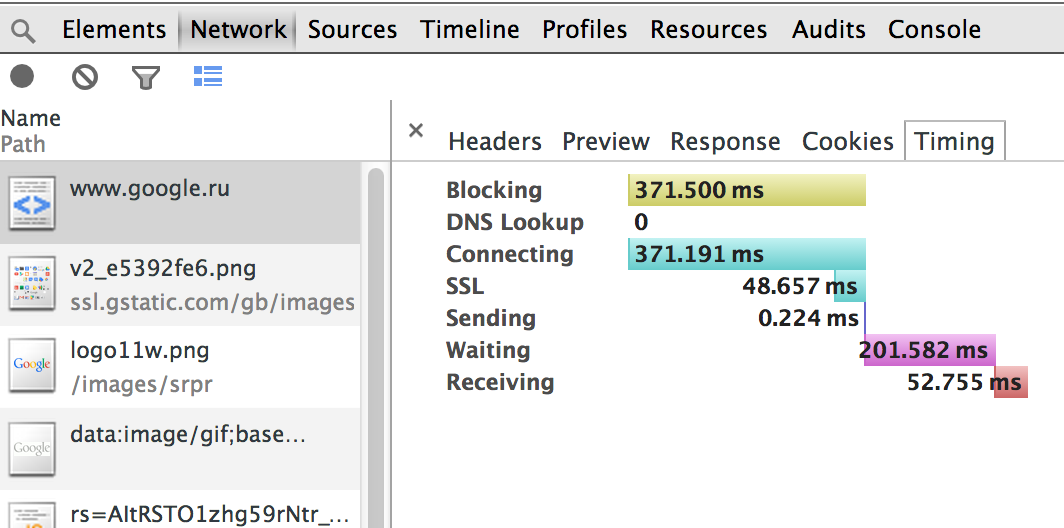 Elements Network Sources Timeline Profiles Resources Audits Console
Name
Path
www.google.ru
v2_e5392fe6.png
ssl.gstatic.com/gb/images
Google
logo11w.png
/images/srpr
Google
data:image/gif;base...
rs=AItRSTO1zhg59rNtr_...
× Headers Preview Response Cookies Timing
Blocking 371.500 ms
DNS Lookup 0
Connecting 371.191 ms
SSL 48.657 ms
Sending 0.224 ms
Waiting 201.582 ms
Receiving 52.755 ms